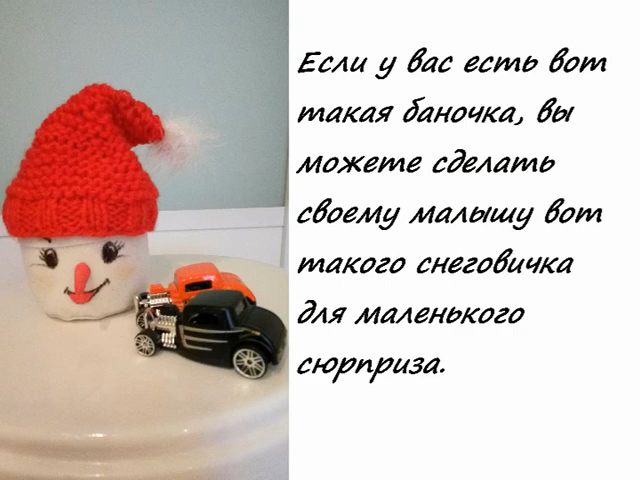 Если у вас есть вот
такая баночка, вы
можете сделать
своему малышу вот
такого снеговичка
для маленького
сюрприза.